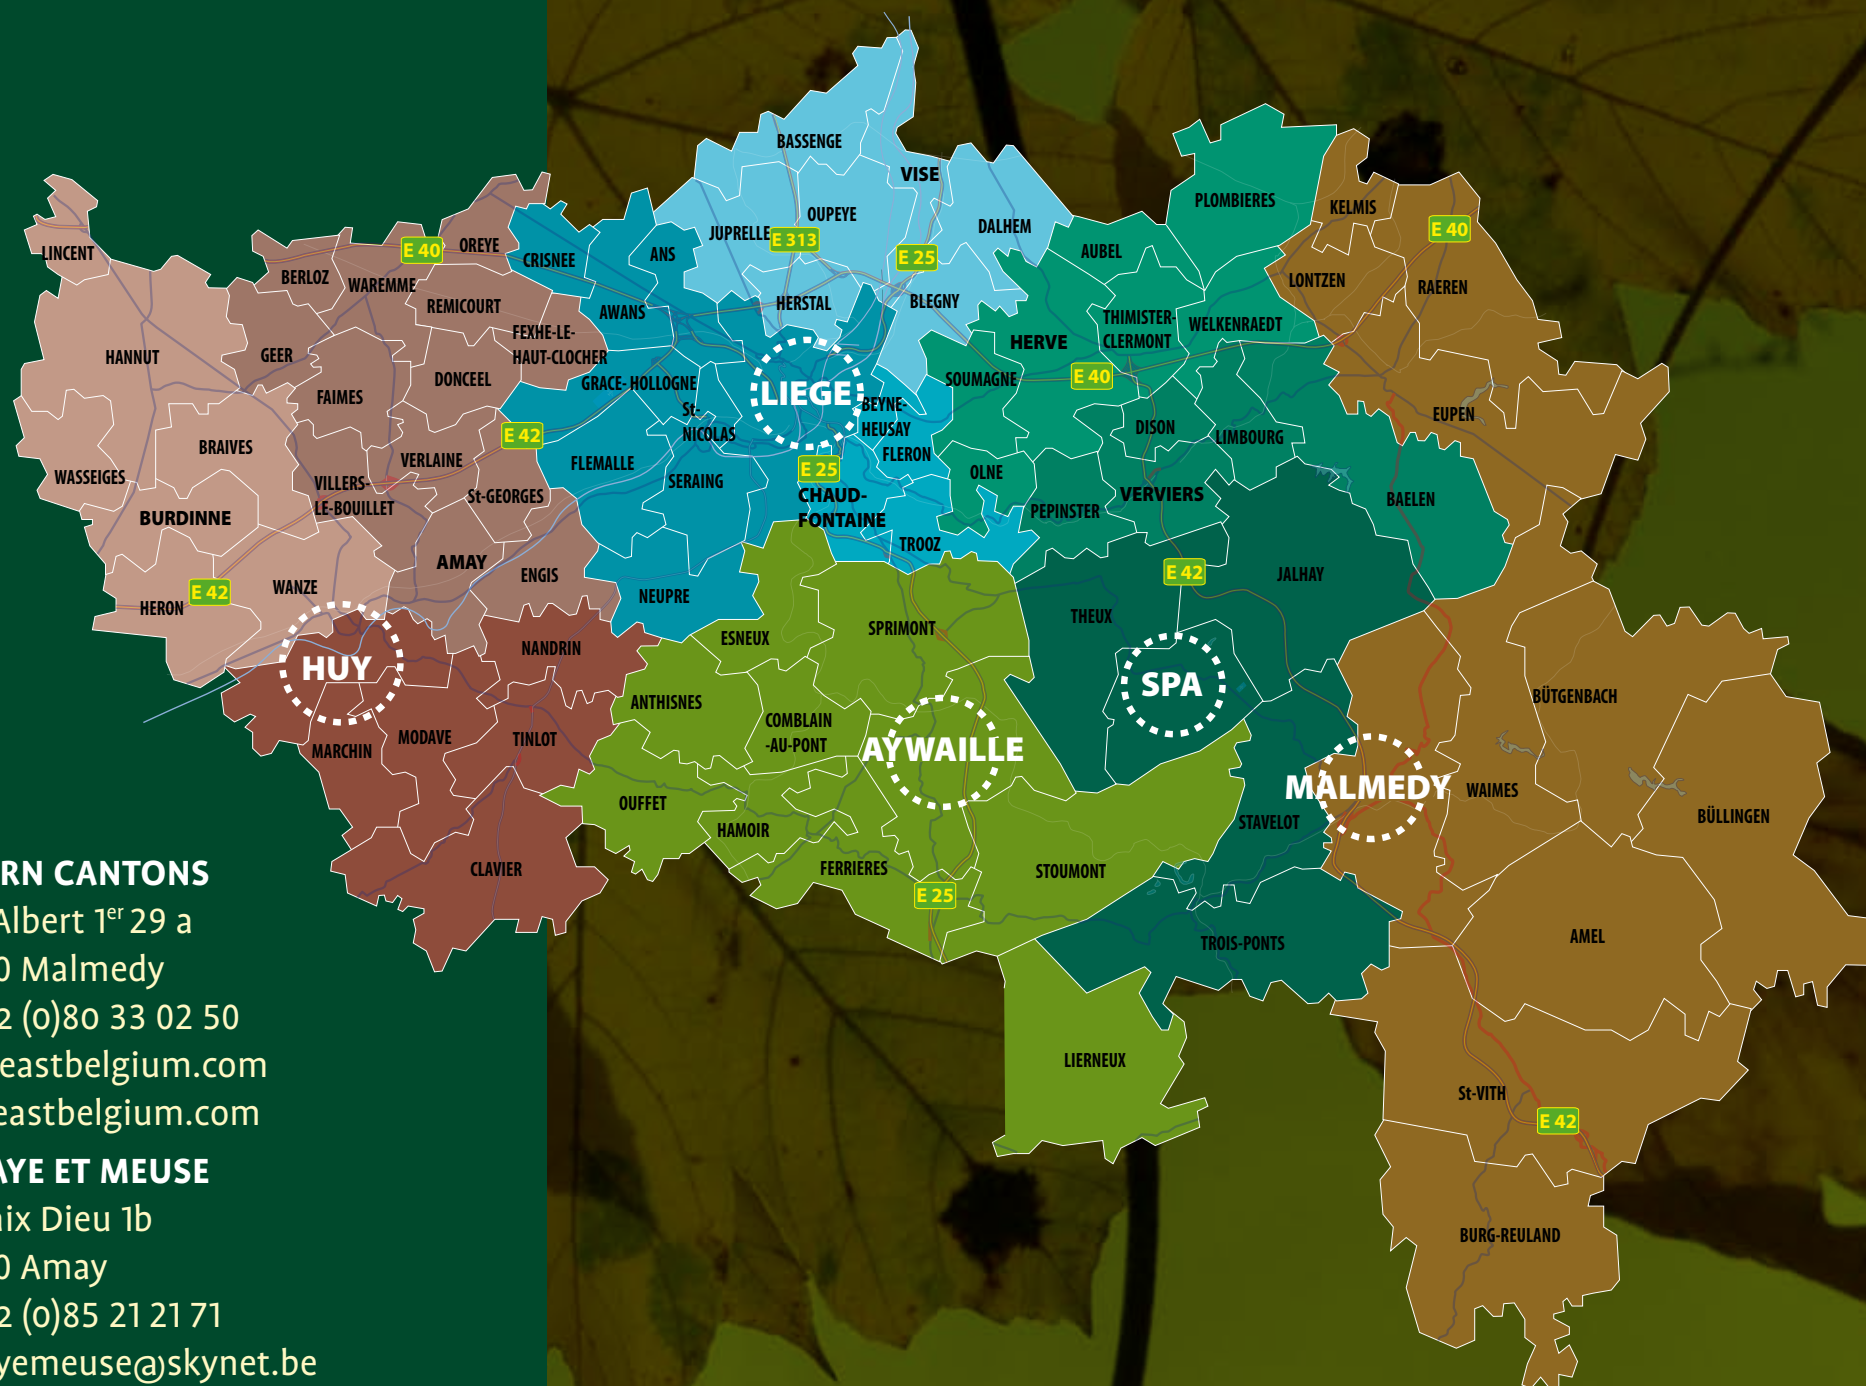 BASSENGE
VISE
OUPEYE
JUPRELLE
E 313
DALHEM
E 25
HERSTAL
BLEGNY
PLOMBIERES
KELMIS
E 40
AUBEL
LONTZEN
RAEREN
THIMISTER-
CLERMONT
WELKENRAEDT
HERVE
SOUMAGNE
E 40
EUPEN
DISON
LIMBOURG
OLNE
VERVIERS
PEPINSTER
BAELEN
LINCENT
BERLOZ
E 40
OREYE
WAREMME
CRISNEE
ANS
REMICOURT
AWANS
FEXHE-LE-
HAUT-CLOCHER
HANNUT
GEER
DONCEEL
FAIMES
GRACE-HOLLOGNE
St-
NICOLAS
LIEGE
BEYNE-
HEUSAY
FLERON
E 42
BRAIVES
WASSEIGES
VERLAINE
FLEMALLE
SERAING
E 25
CHAUD-
FONTAINE
VILLERS-
LE-BOUILLET
St-GEORGES
BURDINNE
TROOZ
AMAY
ENGIS
NEUPRE
WANZE
E 42
HERON
HUY
NANDRIN
ESNEUX
SPRIMONT
THEUX
E 42
JALHAY
SPA
ANTHISNES
COMBLAIN
-AU-PONT
AYWAILLE
MARCHIN
MODAVE
TINLOT
OUFFET
HAMOIR
FERRIERES
CLAVIER
E 25
STOUMONT
STAVELOT
MALMEDY
WAIMES
BÜTGENBACH
BÜLLINGEN
AMEL
TROIS-PONTS
LIERNEUX
St-VITH
E 42
BURG-REULAND
RN CANTONS
Albert 1er 29 a
0 Malmedy
2 (0)80 33 02 50
eastbelgium.com
eastbelgium.com
AYE ET MEUSE
aix Dieu 1b
0 Amay
2 (0)85 21 21 71
yemeuse@skynet.be